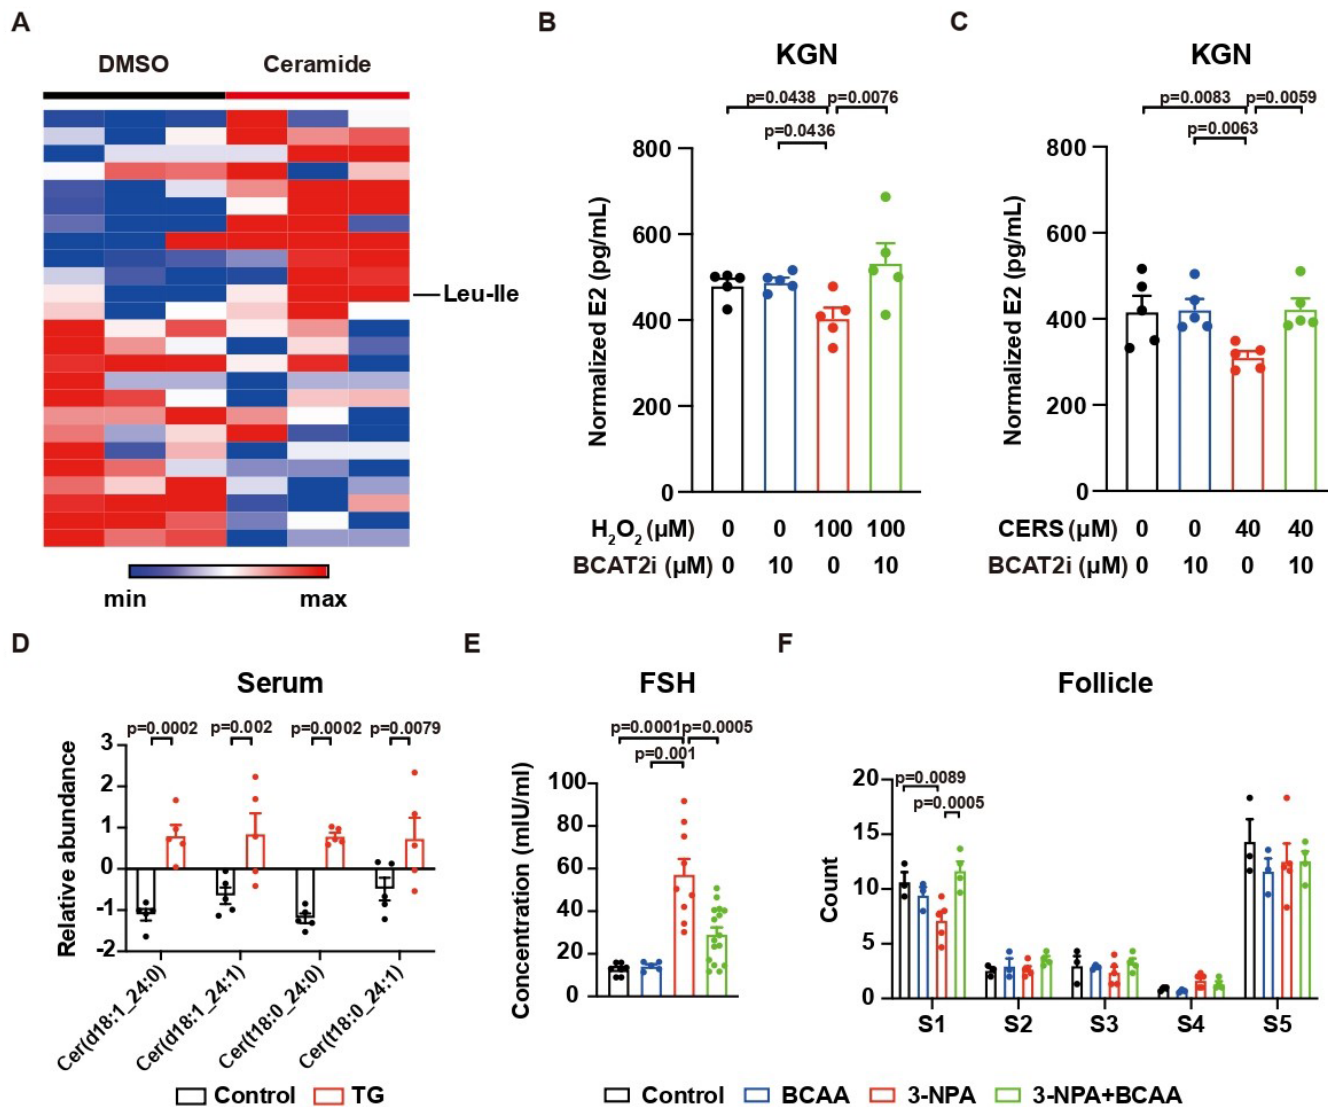 A
DMSO
Ceramide
Leu-Ile
min
max
B
KGN
p=0.0438
p=0.0076
p=0.0436
Normalized E2 (pg/mL)
800
600
400
200
0
H2O2 (μM) 0 0 100 100
BCAT2i (μM) 0 10 0 10
C
KGN
p=0.0083
p=0.0059
p=0.0063
Normalized E2 (pg/mL)
800
600
400
200
0
CERS (μM) 0 0 40 40
BCAT2i (μM) 0 10 0 10
D
Serum
p=0.0002
p=0.002
p=0.0002
p=0.0079
Relative abundance
3
2
1
0
-1
-2
Cer(d18:1_24:0)
Cer(d18:1_24:1)
Cer(t18:0_24:0)
Cer(t18:0_24:1)
Control
TG
E
FSH
p=0.0001
p=0.0005
p=0.001
Concentration (mIU/ml)
100
80
60
40
20
0
F
Follicle
p=0.0089
p=0.0005
Count
20
15
10
5
0
S1
S2
S3
S4
S5
Control
BCAA
3-NPA
3-NPA+BCAA